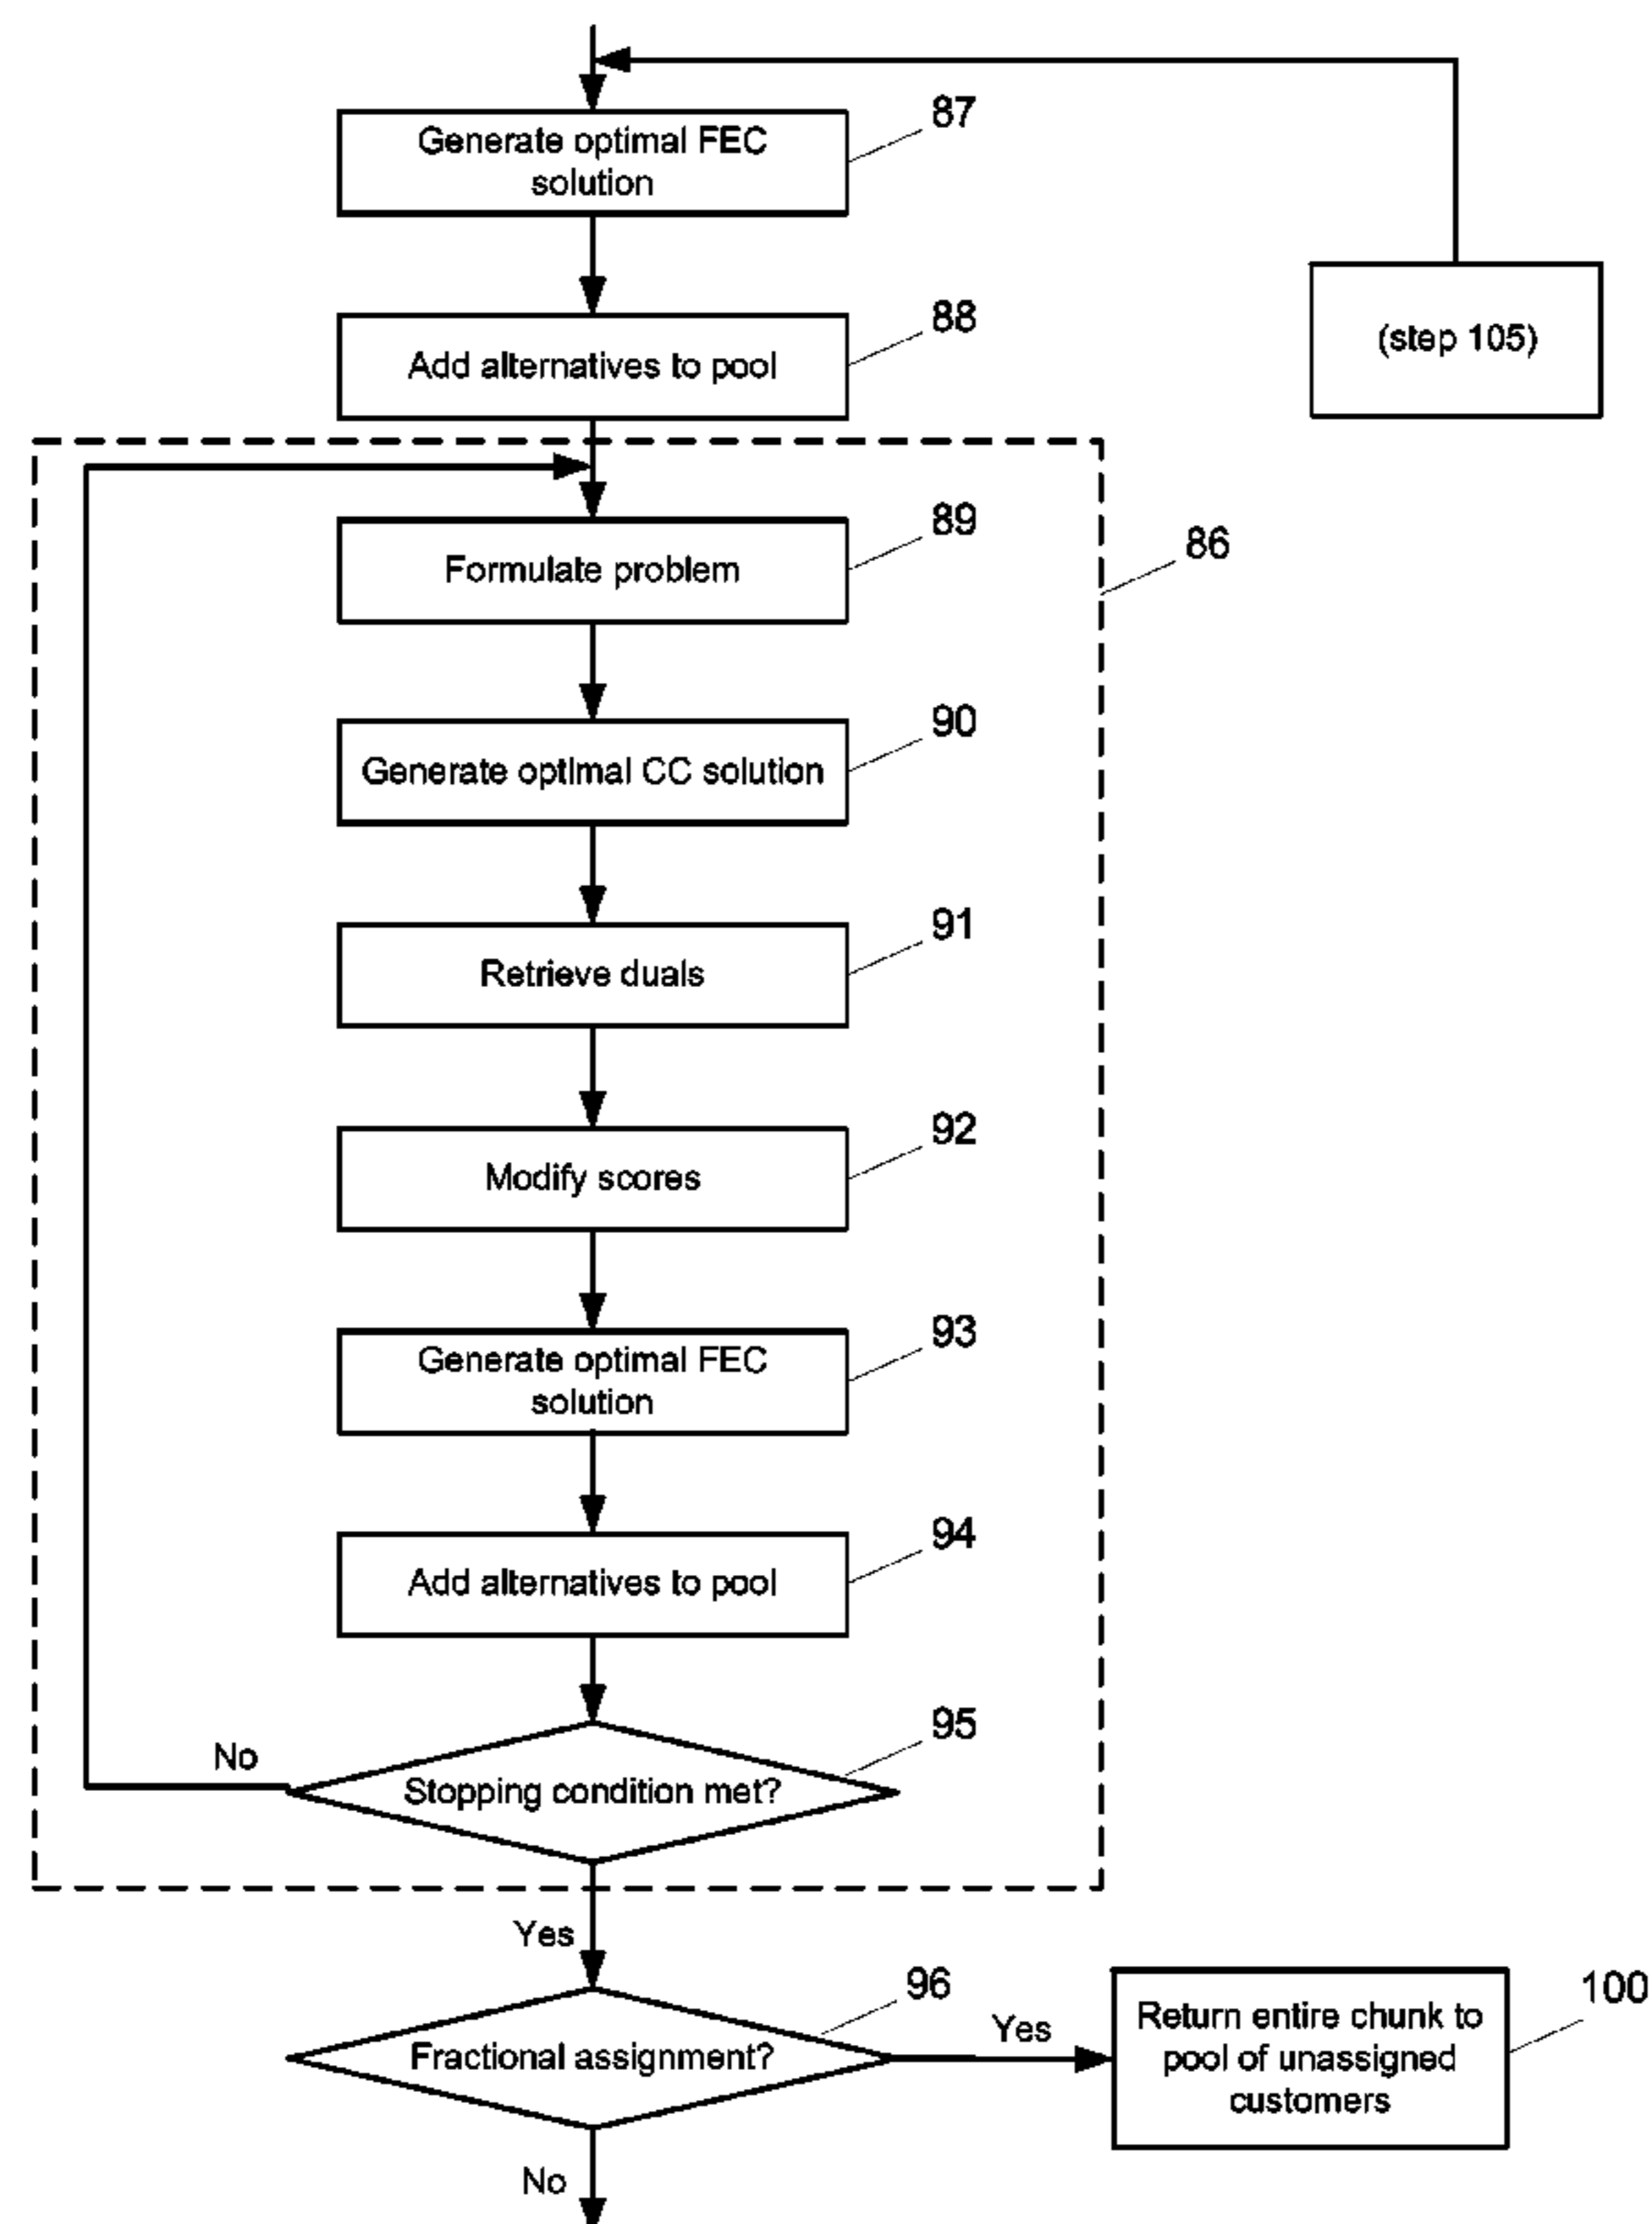 87
Generate optimal FEC
solution
88
(step 105)
Add alternatives to pool
89
86
Formulate problem
90
Generate optimal CC solution
91
Retrieve duals
92
Modify scores
93
Generate optimal FEC
solution
94
Add alternatives to pool
95
No
Stopping condition met?
Yes
96
100
Yes
Return entire chunk to
pool of unassigned
customers
Fractional assignment?
No